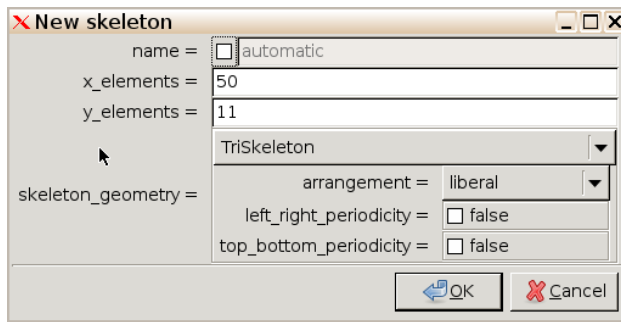 New skeleton
name = automatic
x_elements = 50
y_elements = 11
skeleton_geometry =
TriSkeleton
arrangement = liberal
left_right_periodicity = false
top_bottom_periodicity = false
OK Cancel